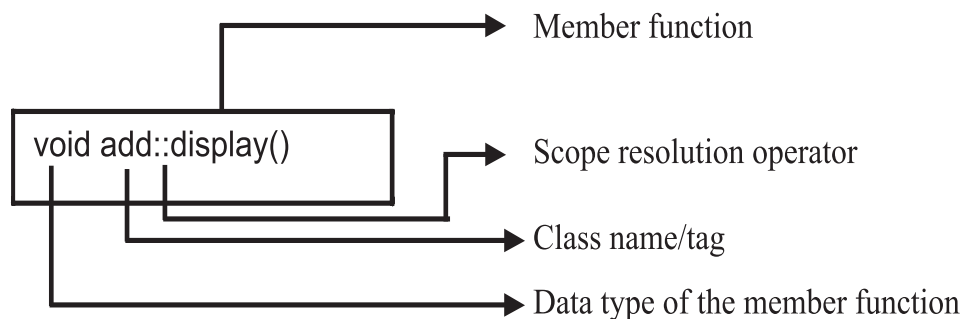 Member function
void add::display()
Scope resolution operator
Class name/tag
Data type of the member function